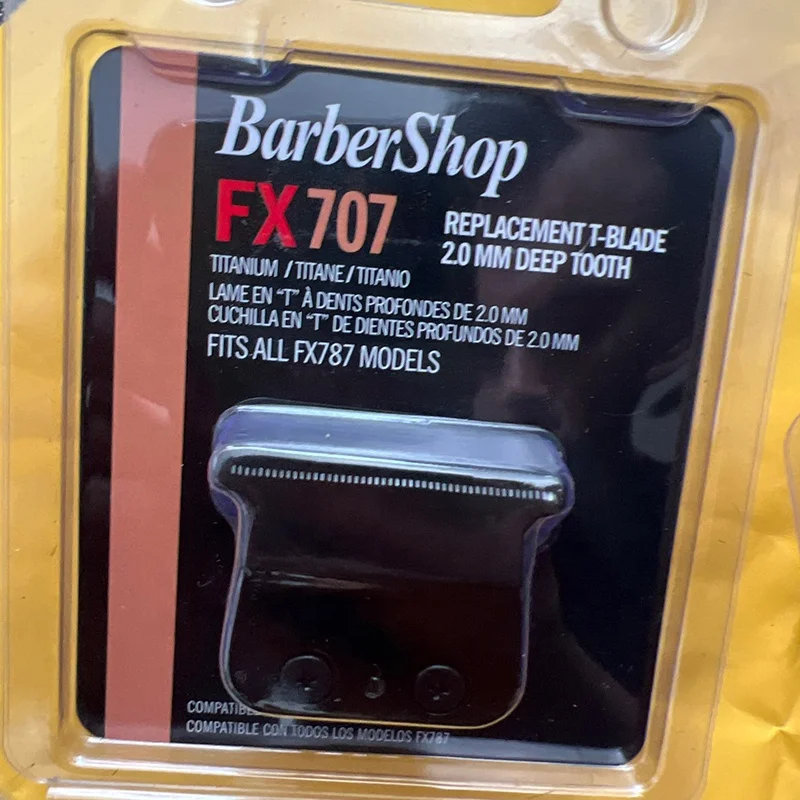 BarberShop
FX707
REPLACEMENT T-BLADE
2.0 MM DEEP TOOTH
TITANIUM / TITANE / TITANIO
LAME EN "T" À DENTS PROFONDES DE 2.0 MM
CUCHILLA EN "T" DE DIENTES PROFUNDOS DE 2.0 MM
FITS ALL FX787 MODELS
COMPATIBLE CON TODOS LOS MODELOS FX787